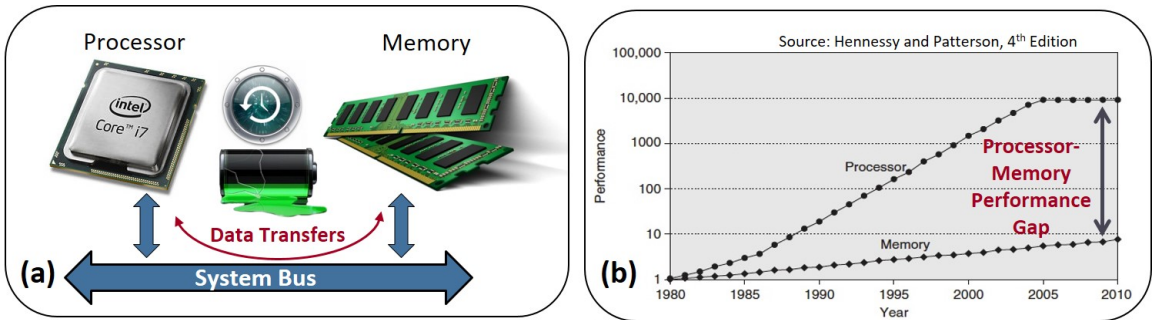 Processor
Memory
intel
Core™ i7
Data Transfers
System Bus
(a)
Source: Hennessy and Patterson, 4th Edition
100,000
10,000
1000
100
10
1
Performance
Processor
Memory
Processor-
Memory
Performance
Gap
1980
1985
1990
1995
2000
2005
2010
Year
(b)